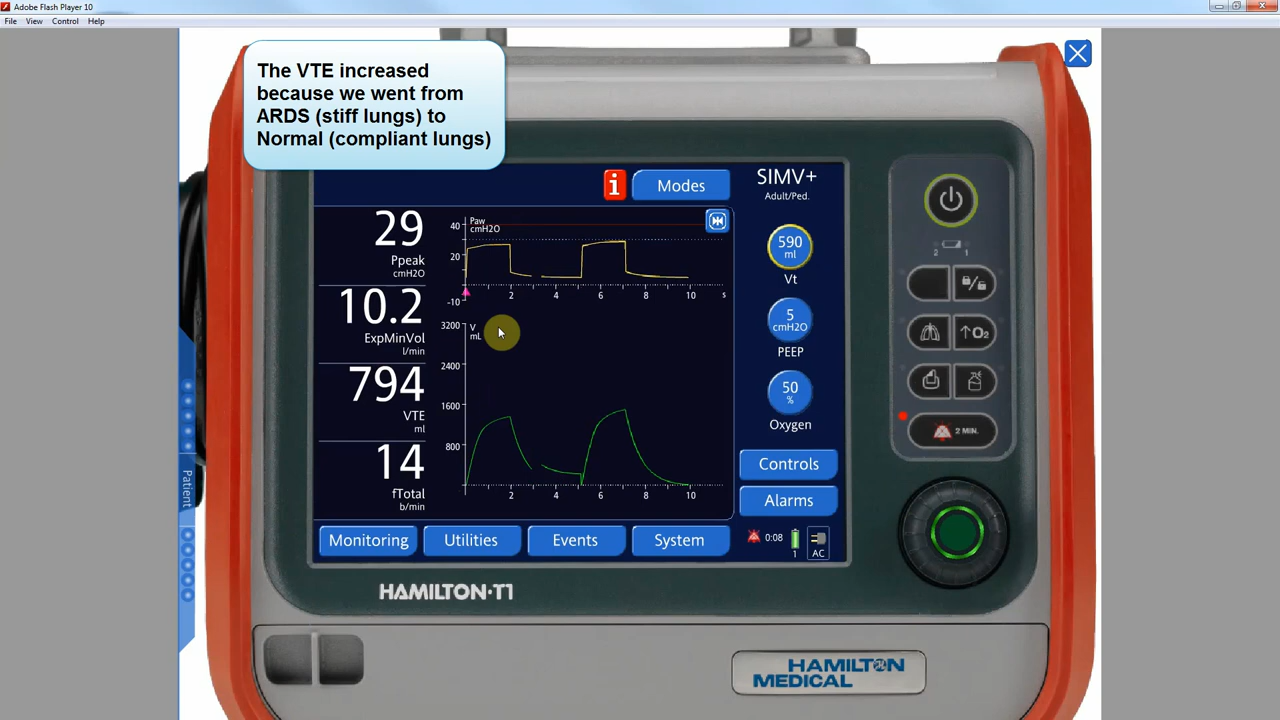 Adobe Flash Player 10
File View Control Help
The VTE increased
because we went from
ARDS (stiff lungs) to
Normal (compliant lungs)
i
Modes
SIMV+
Adult/Ped.
29
Ppeak
cmH2O
10.2
ExpMinVol
l/min
794
VTE
ml
14
fTotal
b/min
Paw
cmH2O
40
20
-10
2 4 6 8 10 s
V
mL
3200
2400
1600
800
2 4 6 8 10
590
ml
Vt
5
cmH2O
PEEP
50
%
Oxygen
Controls
Alarms
Monitoring
Utilities
Events
System
0:08
1
AC
2 1
↑O2
2 MIN.
Patient
HAMILTON·T1
HAMILTON
MEDICAL